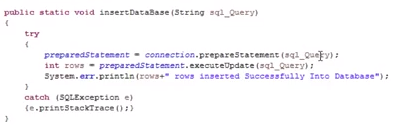 public static void insertDataBase(String sql_Query)
{
try
{
preparedStatement = connection.prepareStatement(sql_Query);
int rows = preparedStatement.executeUpdate(sql_Query);
System.err.println(rows+" rows inserted Successfully Into Database");
}
catch (SQLException e)
{e.printStackTrace();}
}